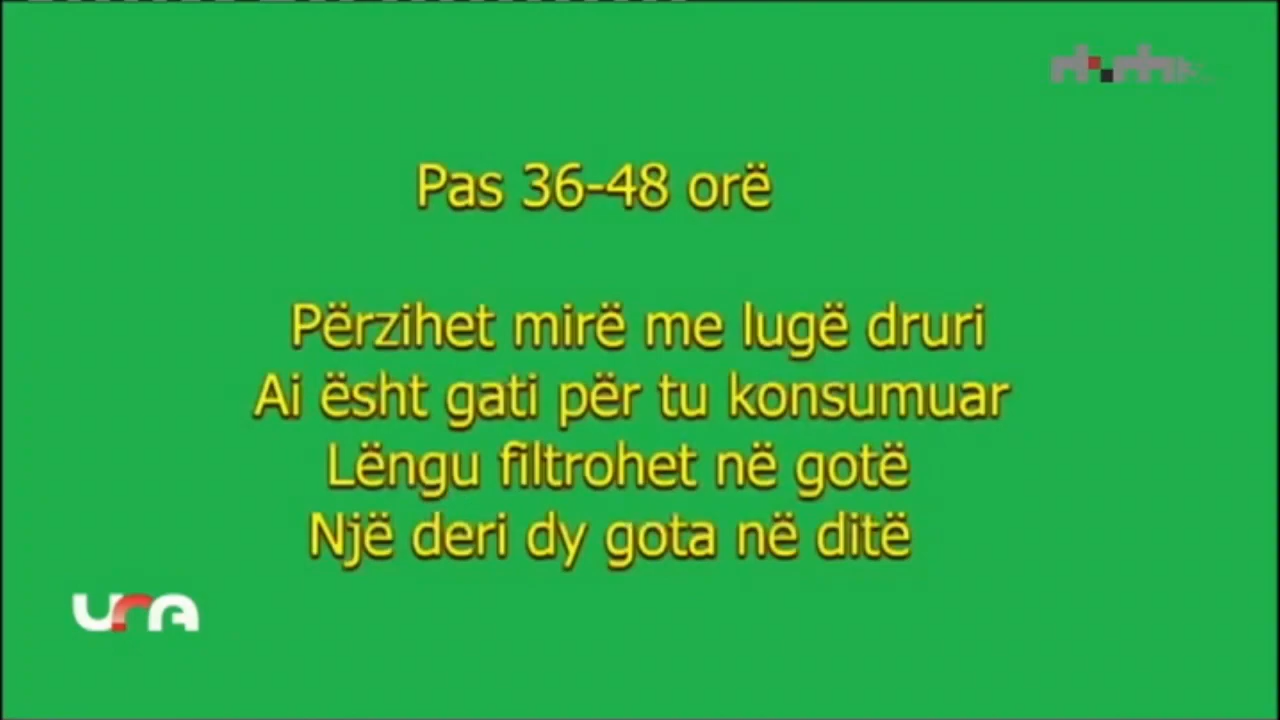 Pas 36-48 orë
Përzihet mirë me lugë druri
Ai ësht gati për tu konsumuar
Lëngu filtrohet në gotë
Një deri dy gota në ditë
ura